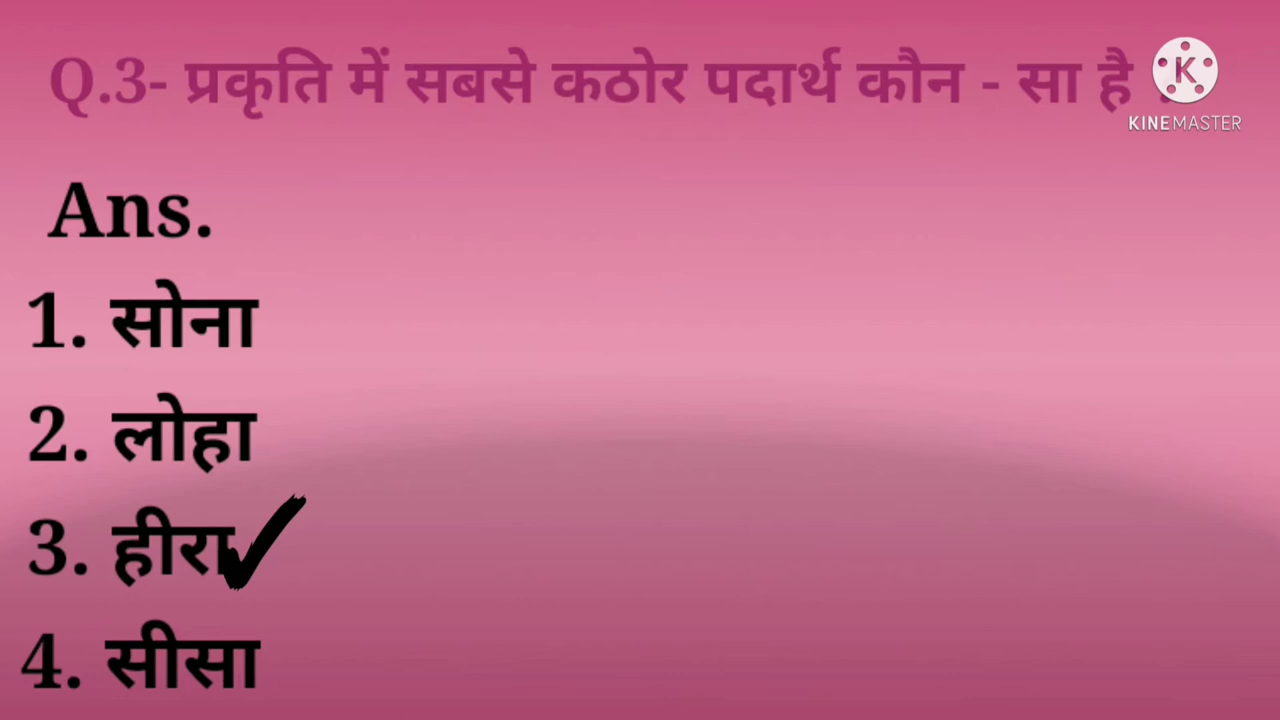 Q.3- प्रकृति में सबसे कठोर पदार्थ कौन - सा है ?
K
KINEMASTER
Ans.
1. सोना
2. लोहा
3. हीरा✓
4. सीसा